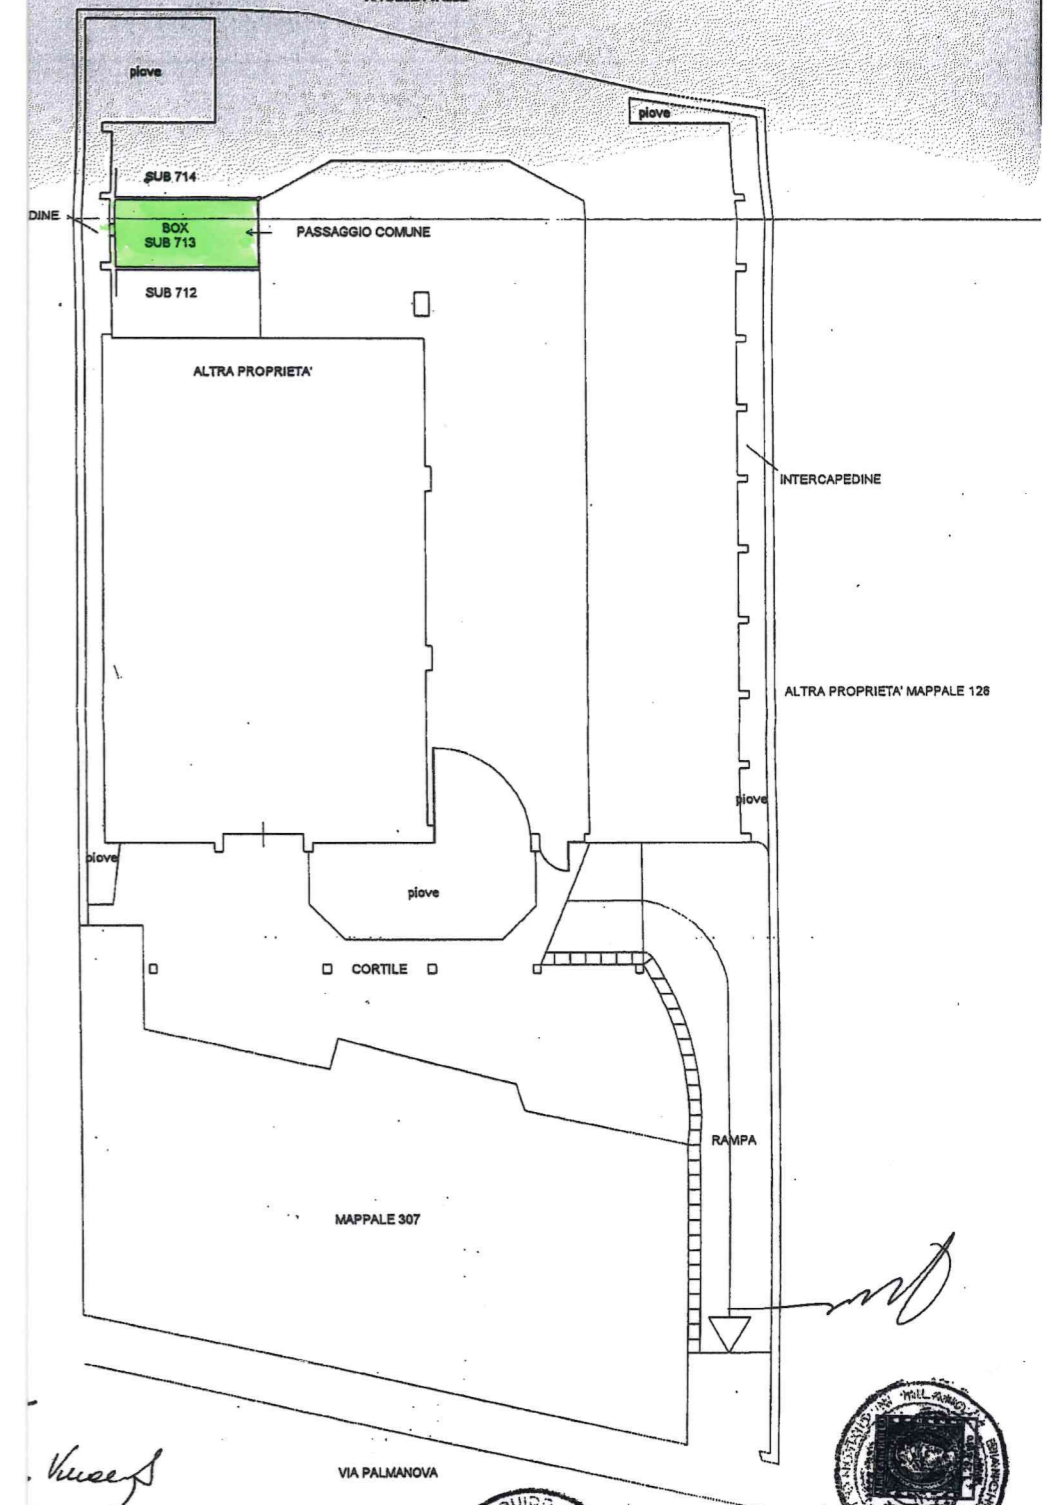 piove
piove
SUB 714
DINE
BOX
SUB 713
PASSAGGIO COMUNE
SUB 712
ALTRA PROPRIETA'
INTERCAPEDINE
ALTRA PROPRIETA' MAPPALE 126
piove
piove
piove
CORTILE
RAMPA
MAPPALE 307
VIA PALMANOVA